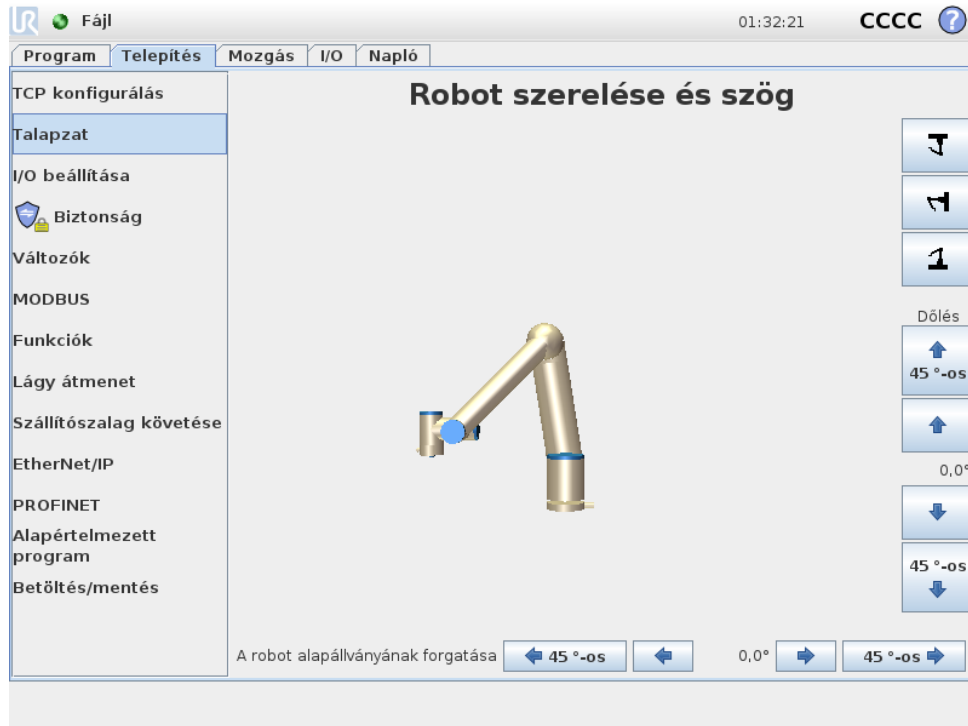 UR Fájl 01:32:21 CCCC ?
Program Telepítés Mozgás I/O Napló
TCP konfigurálás
Talapzat
I/O beállítása
Biztonság
Változók
MODBUS
Funkciók
Lágy átmenet
Szállítószalag követése
EtherNet/IP
PROFINET
Alapértelmezett
program
Betöltés/mentés
Robot szerelése és szög
Dőlés
45 °-os
0,0°
45 °-os
A robot alapállványának forgatása 45 °-os 0,0° 45 °-os